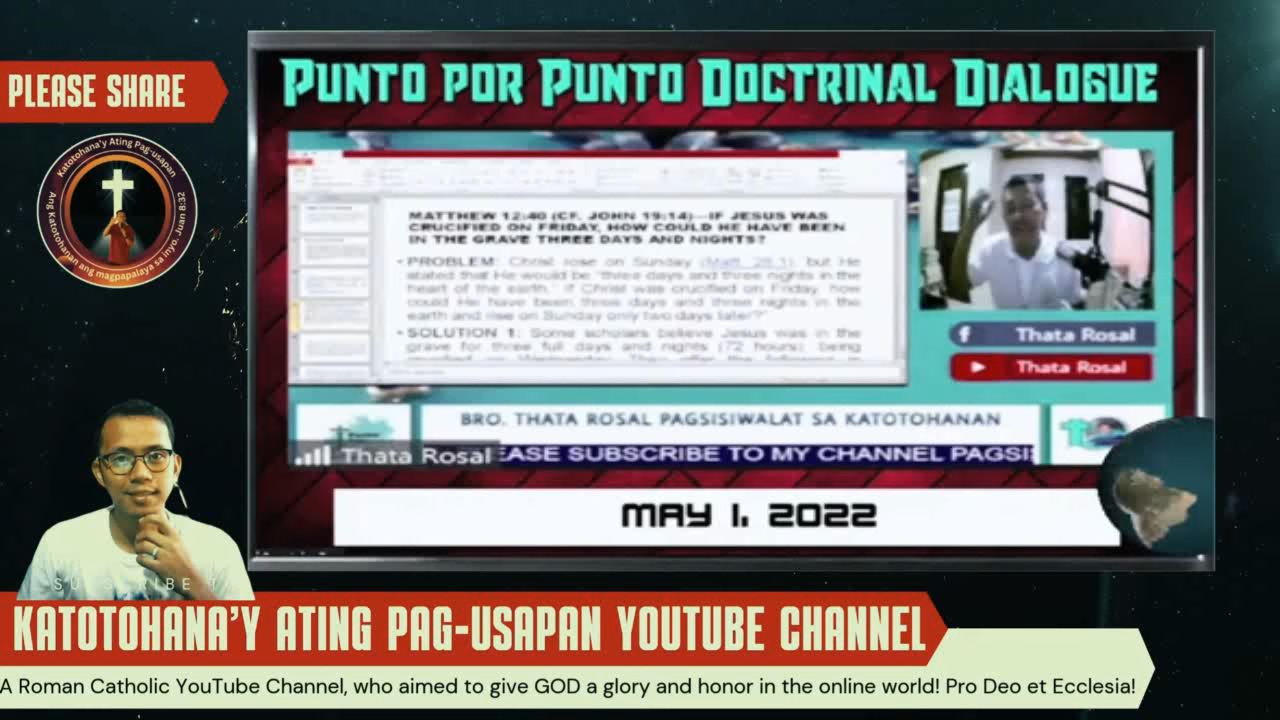 PLEASE SHARE
Katotohana'y Ating Pag-usapan
Ang Katotohanan ang magpapalaya sa inyo. Juan 8:32
PUNTO POR PUNTO DOCTRINAL DIALOGUE
MATTHEW 12:40 (CF. JOHN 19:14)—IF JESUS WAS
CRUCIFIED ON FRIDAY, HOW COULD HE HAVE BEEN
IN THE GRAVE THREE DAYS AND NIGHTS?
• PROBLEM: Christ rose on Sunday (Matt. 28:1), but He
stated that He would be "three days and three nights in the
heart of the earth." If Christ was crucified on Friday, how
could He have been three days and three nights in the
earth and rise on Sunday only two days later?"
• SOLUTION 1: Some scholars believe Jesus was in the
grave for three full days and nights (72 hours), being
f Thata Rosal
Thata Rosal
BRO. THATA ROSAL PAGSISIWALAT SA KATOTOHANAN
Thata Rosal
EASE SUBSCRIBE TO MY CHANNEL PAGSI
MAY 1, 2022
SUBSCRIBE T
KATOTOHANA'Y ATING PAG-USAPAN YOUTUBE CHANNEL
A Roman Catholic YouTube Channel, who aimed to give GOD a glory and honor in the online world! Pro Deo et Ecclesia!